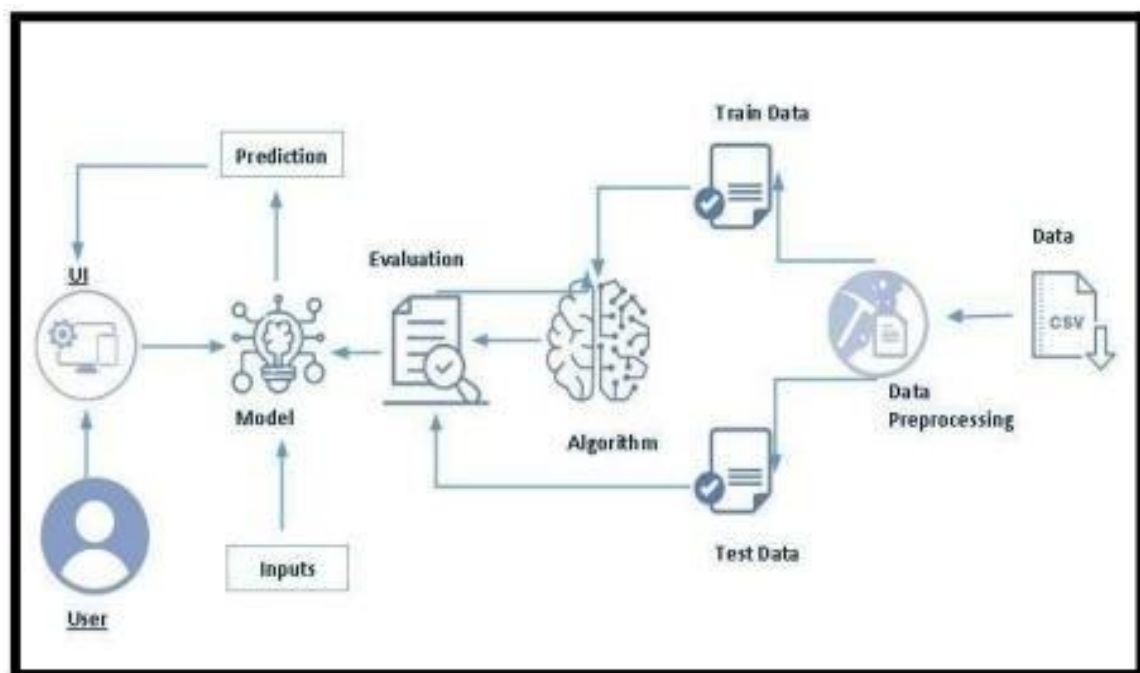 Train Data
Prediction
Data
Evaluation
UI
CSV
Data
Preprocessing
Model
Algorithm
Test Data
Inputs
User